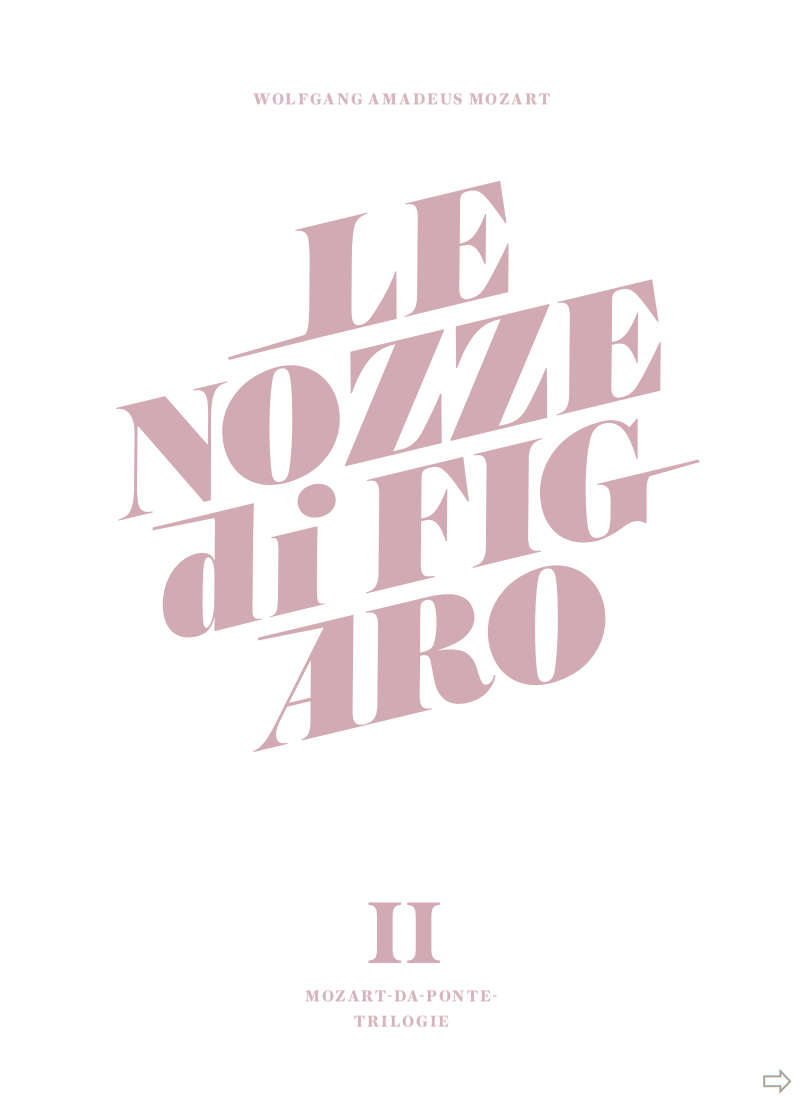 WOLFGANG AMADEUS MOZART
LE
NOZZE
di FIG
ARO
II
MOZART-DA-PONTE-
TRILOGIE